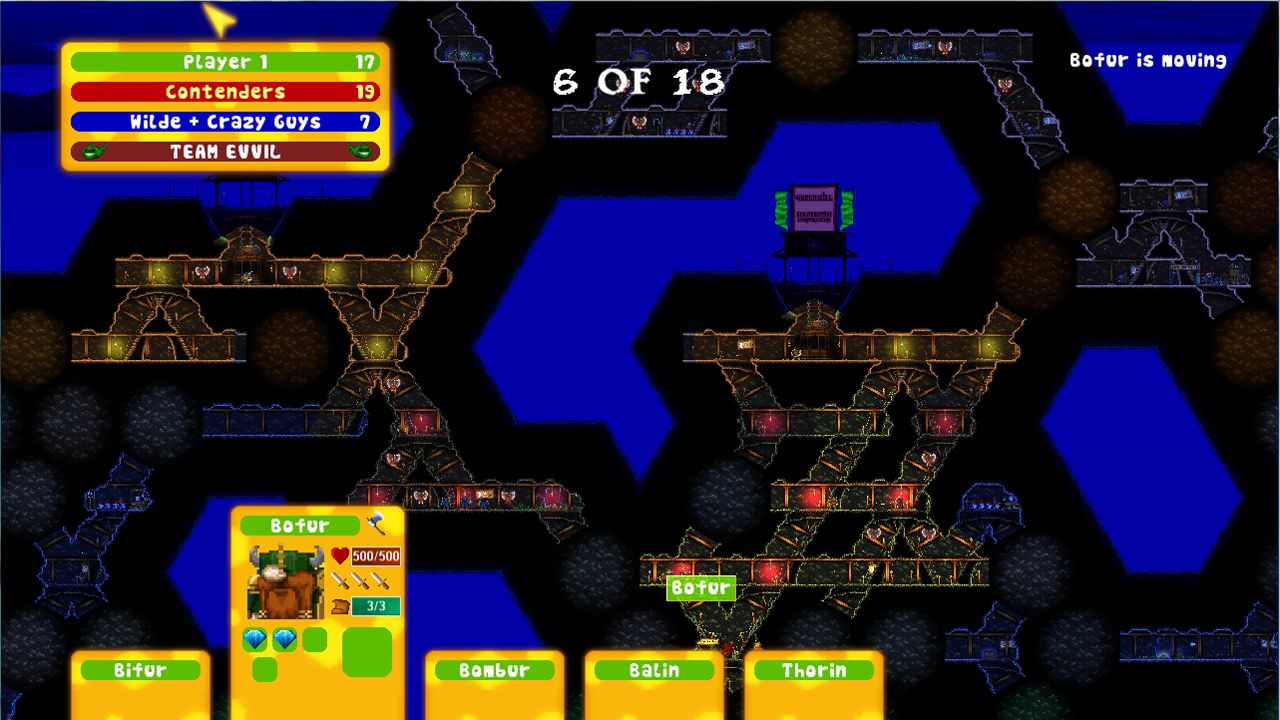 Player 1 17
Contenders 19
Wilde + Crazy Guys 7
TEAM EVVIL
6 OF 18
Bofur is moving
Bofur
500/500
3/3
Bofur
Bifur
Bombur
Balin
Thorin